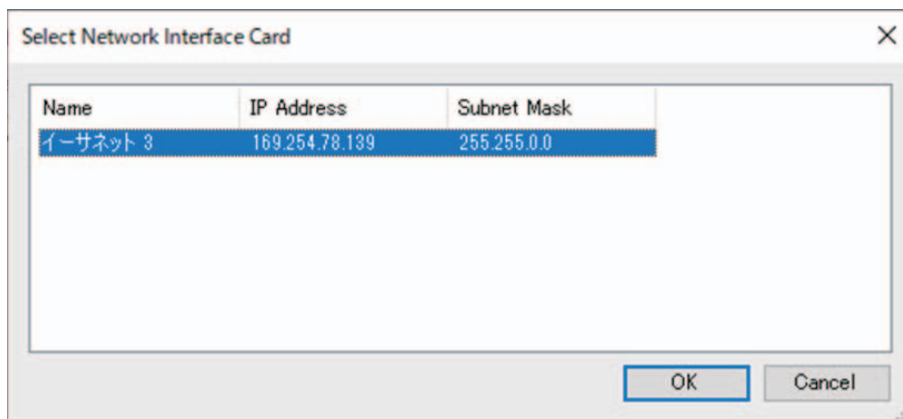 Select Network Interface Card
Name IP Address Subnet Mask
イーサネット 3 169.254.78.139 255.255.0.0
OK Cancel